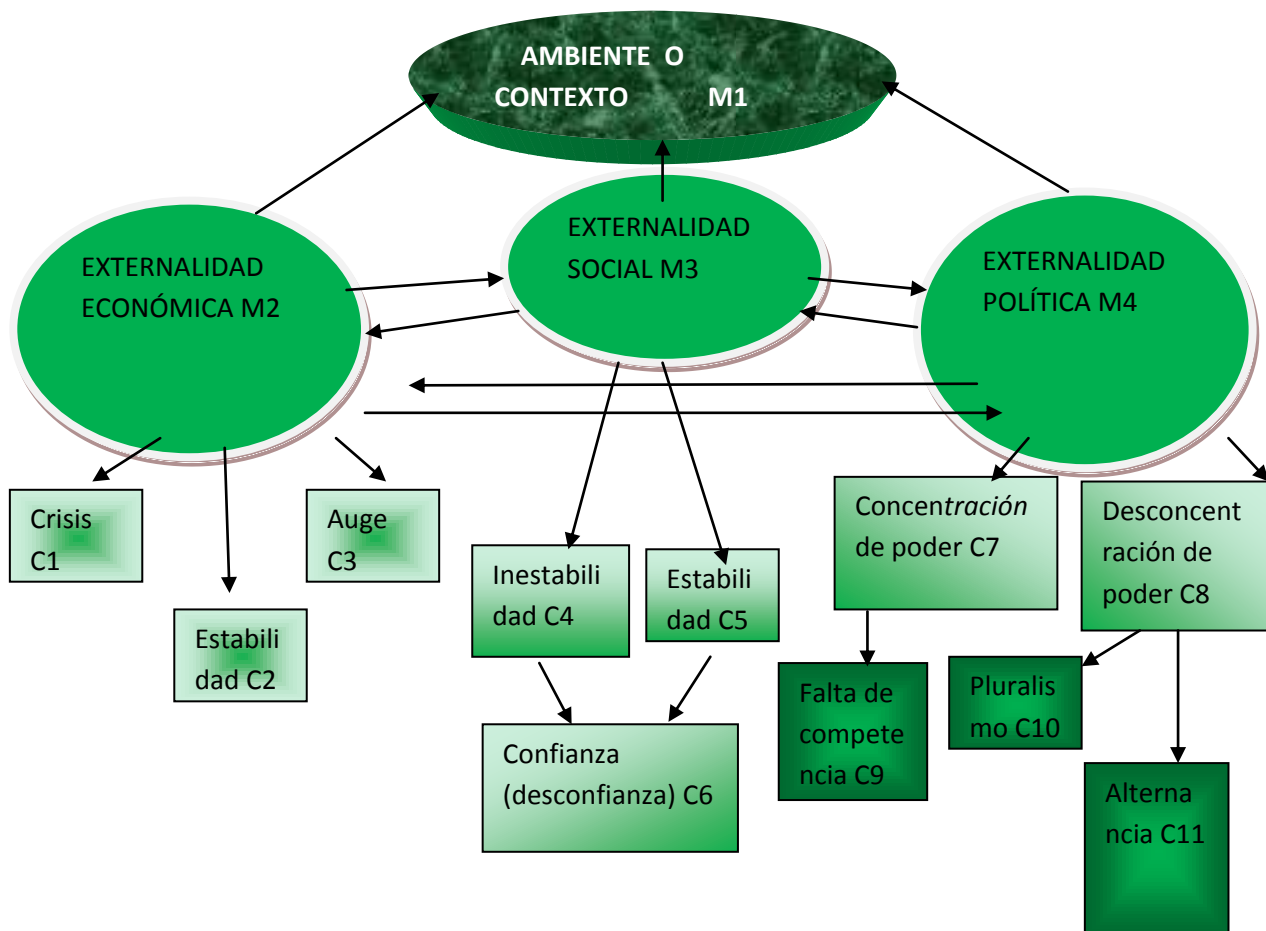 AMBIENTE O
CONTEXTO M1
EXTERNALIDAD
ECONÓMICA M2
EXTERNALIDAD
SOCIAL M3
EXTERNALIDAD
POLÍTICA M4
Crisis
C1
Estabili
dad C2
Auge
C3
Inestabili
dad C4
Estabili
dad C5
Confianza
(desconfianza) C6
Concentración
de poder C7
Desconcent
ración de
poder C8
Falta de
compete
ncia C9
Pluralis
mo C10
Alterna
ncia C11